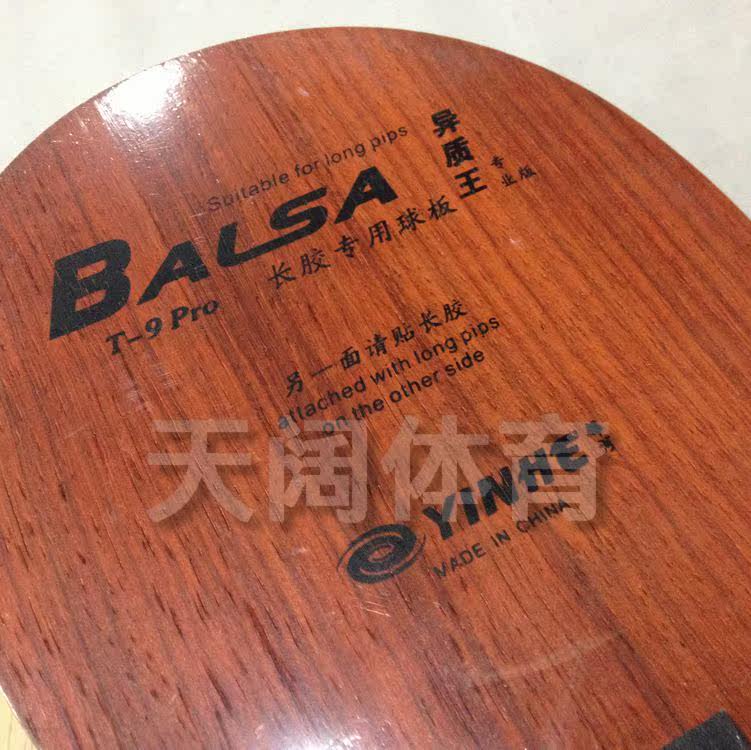 Suitable for long pips
BALSA
异质王
专业版
T-9 Pro
长胶专用球板
另一面请贴长胶
attached with long pips
on the other side
天阔体育
YINHE
MADE IN CHINA